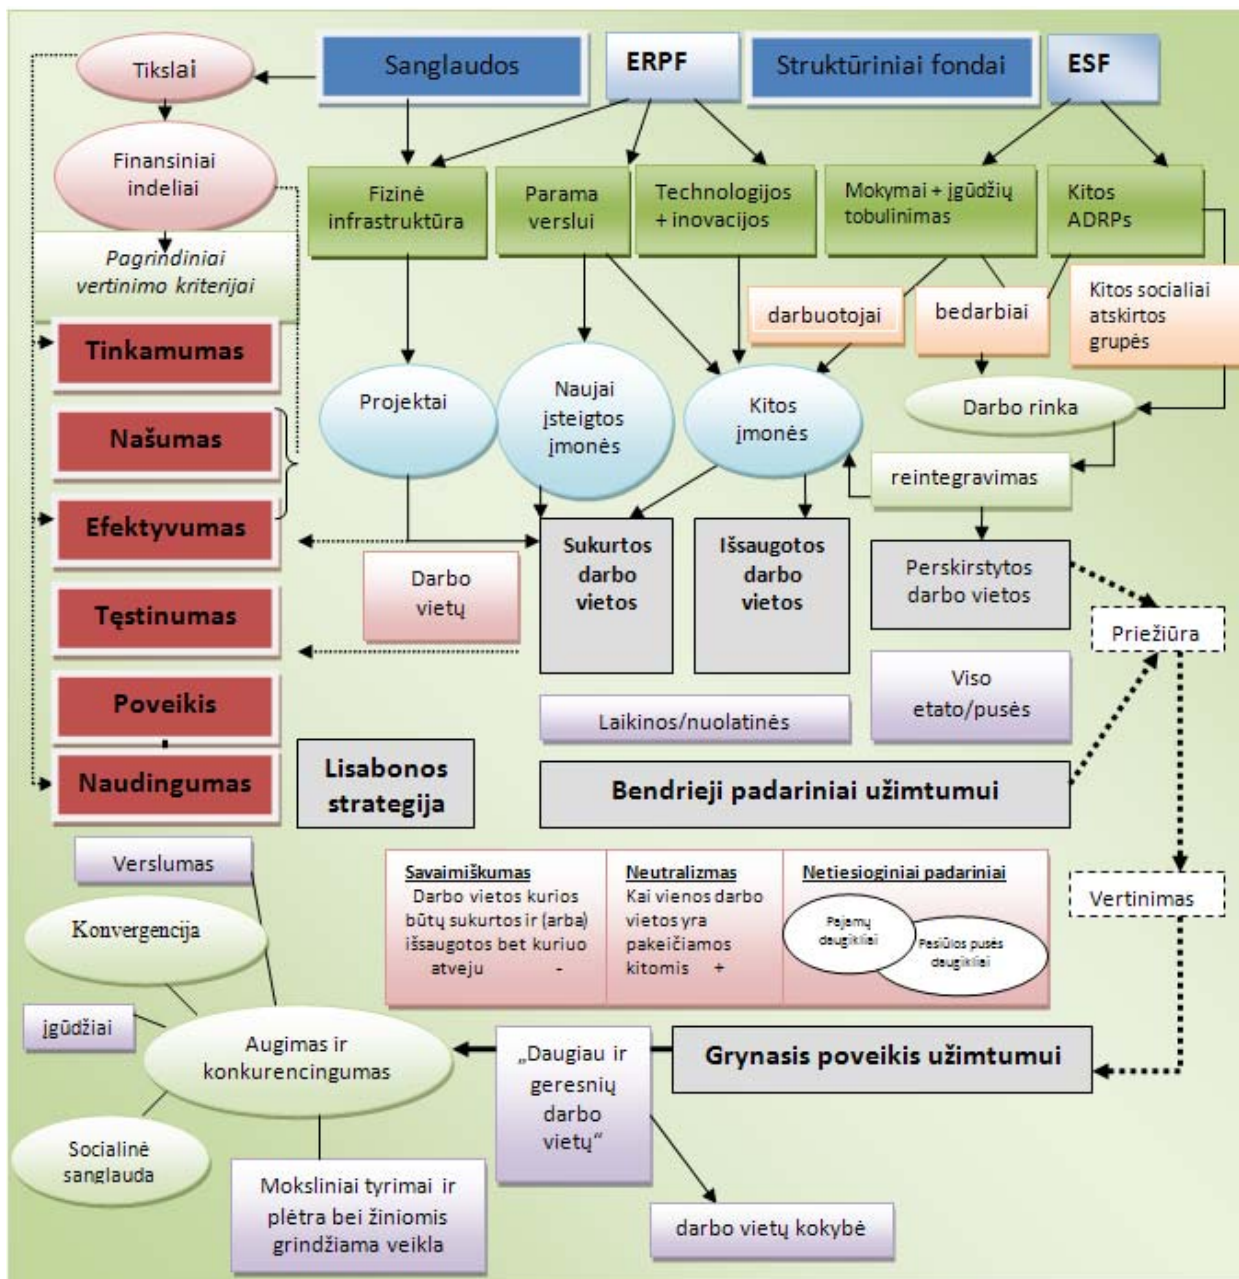 Tikslai
Sanglaudos
ERPF
Struktūriniai fondai
ESF
Finansiniai
indeliai
Fizinė
infrastruktūra
Parama
verslui
Technologijos
+ inovacijos
Mokymai + įgūdžių
tobulinimas
Kitos
ADRPs
Pagrindiniai
vertinimo kriterijai
darbuotojai
bedarbiai
Kitos socialiai
atskirtos
grupės
Tinkamumas
Našumas
Efektyvumas
Tęstinumas
Poveikis
Naudingumas
Projektai
Naujai
įsteigtos
įmonės
Kitos
įmonės
Darbo rinka
reintegravimas
Darbo
vietų
Sukurtos
darbo
vietos
Išsaugotos
darbo
vietos
Perskirstytos
darbo vietos
Priežiūra
Laikinos/nuolatinės
Viso
etato/pusės
Lisabonos
strategija
Bendrieji padariniai užimtumui
Verslumas
Savaimiškumas
Darbo vietos kurios
būtų sukurtos ir (arba)
išsaugotos bet kuriuo
atveju -
Neutralizmas
Kai vienos darbo
vietos yra
pakeičiamos
kitomis +
Netiesioginiai padariniai
Pajamų
daugikliai
Pasiūlos pusės
daugikliai
Vertinimas
Konvergencija
įgūdžiai
Augimas ir
konkurencingumas
„Daugiau ir
geresnių
darbo
vietų“
Grynasis poveikis užimtumui
Socialinė
sanglauda
Moksliniai tyrimai ir
plėtra bei žiniomis
grindžiama veikla
darbo vietų kokybė